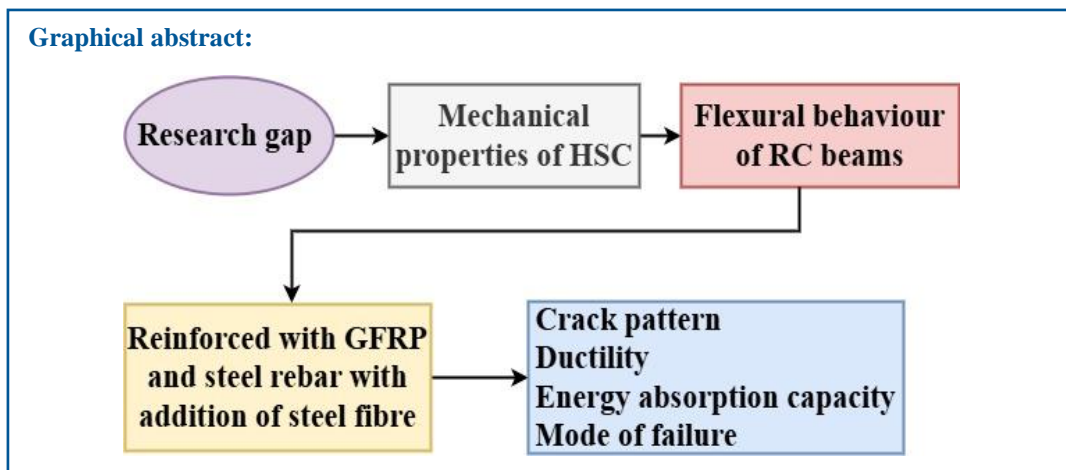 Graphical abstract:
Research gap
Mechanical
properties of HSC
Flexural behaviour
of RC beams
Reinforced with GFRP
and steel rebar with
addition of steel fibre
Crack pattern
Ductility
Energy absorption capacity
Mode of failure